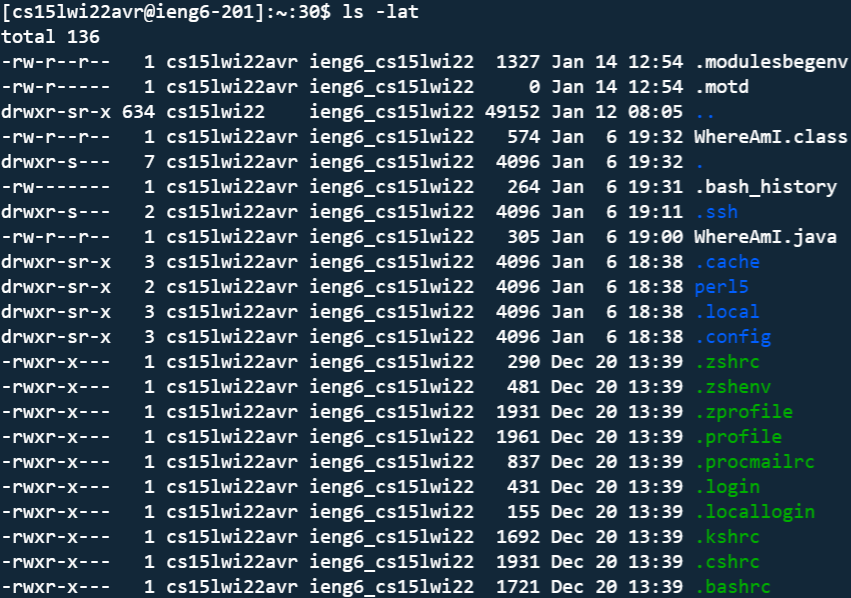 [cs15lwi22avr@ieng6-201]:~:30$ ls -lat
total 136
-rw-r--r--   1 cs15lwi22avr ieng6_cs15lwi22  1327 Jan 14 12:54 .modulesbegenv
-rw-r-----   1 cs15lwi22avr ieng6_cs15lwi22     0 Jan 14 12:54 .motd
drwxr-sr-x 634 cs15lwi22    ieng6_cs15lwi22 49152 Jan 12 08:05 ..
-rw-r--r--   1 cs15lwi22avr ieng6_cs15lwi22   574 Jan  6 19:32 WhereAmI.class
drwxr-s---   7 cs15lwi22avr ieng6_cs15lwi22  4096 Jan  6 19:32 .
-rw-------   1 cs15lwi22avr ieng6_cs15lwi22   264 Jan  6 19:31 .bash_history
drwxr-s---   2 cs15lwi22avr ieng6_cs15lwi22  4096 Jan  6 19:11 .ssh
-rw-r--r--   1 cs15lwi22avr ieng6_cs15lwi22   305 Jan  6 19:00 WhereAmI.java
drwxr-sr-x   3 cs15lwi22avr ieng6_cs15lwi22  4096 Jan  6 18:38 .cache
drwxr-sr-x   2 cs15lwi22avr ieng6_cs15lwi22  4096 Jan  6 18:38 perl5
drwxr-sr-x   3 cs15lwi22avr ieng6_cs15lwi22  4096 Jan  6 18:38 .local
drwxr-sr-x   3 cs15lwi22avr ieng6_cs15lwi22  4096 Jan  6 18:38 .config
-rwxr-x---   1 cs15lwi22avr ieng6_cs15lwi22   290 Dec 20 13:39 .zshrc
-rwxr-x---   1 cs15lwi22avr ieng6_cs15lwi22   481 Dec 20 13:39 .zshenv
-rwxr-x---   1 cs15lwi22avr ieng6_cs15lwi22  1931 Dec 20 13:39 .zprofile
-rwxr-x---   1 cs15lwi22avr ieng6_cs15lwi22  1961 Dec 20 13:39 .profile
-rwxr-x---   1 cs15lwi22avr ieng6_cs15lwi22   837 Dec 20 13:39 .procmailrc
-rwxr-x---   1 cs15lwi22avr ieng6_cs15lwi22   431 Dec 20 13:39 .login
-rwxr-x---   1 cs15lwi22avr ieng6_cs15lwi22   155 Dec 20 13:39 .locallogin
-rwxr-x---   1 cs15lwi22avr ieng6_cs15lwi22  1692 Dec 20 13:39 .kshrc
-rwxr-x---   1 cs15lwi22avr ieng6_cs15lwi22  1931 Dec 20 13:39 .cshrc
-rwxr-x---   1 cs15lwi22avr ieng6_cs15lwi22  1721 Dec 20 13:39 .bashrc